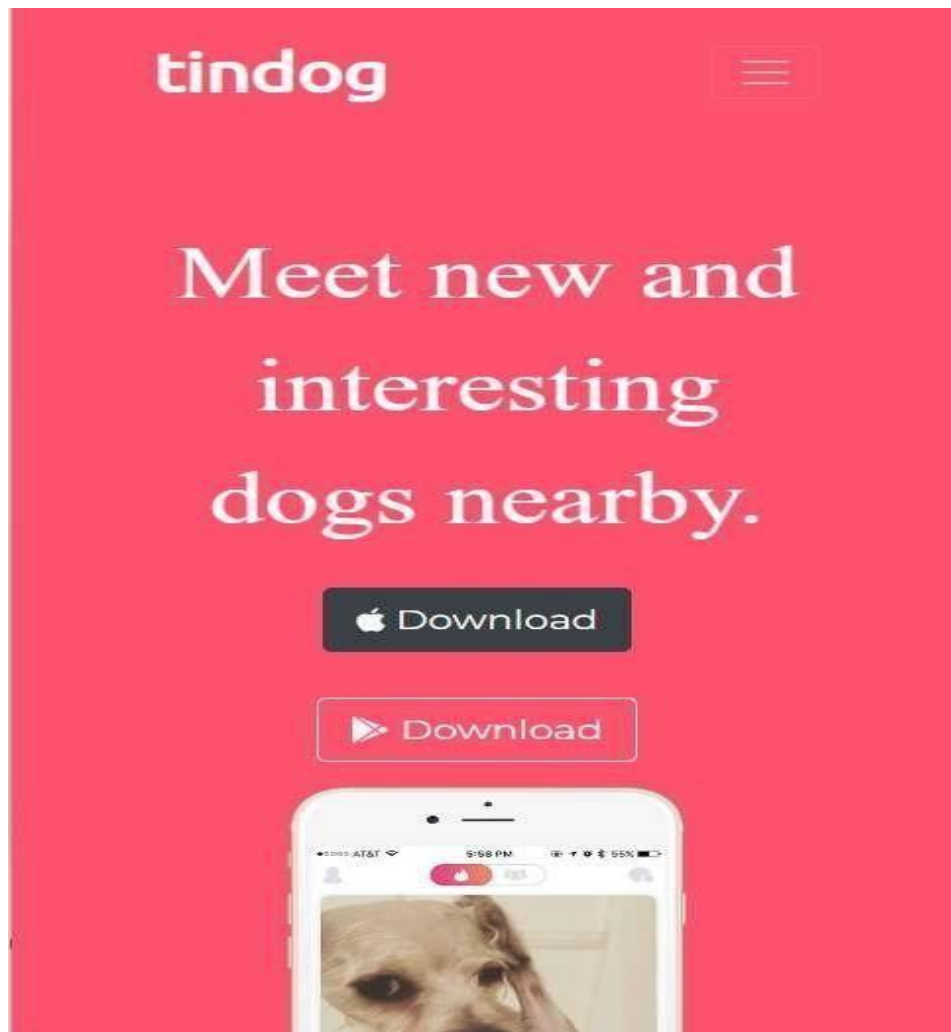 tindog
Meet new and
interesting
dogs nearby.
Download
Download
AT&T 5:58 PM 55%